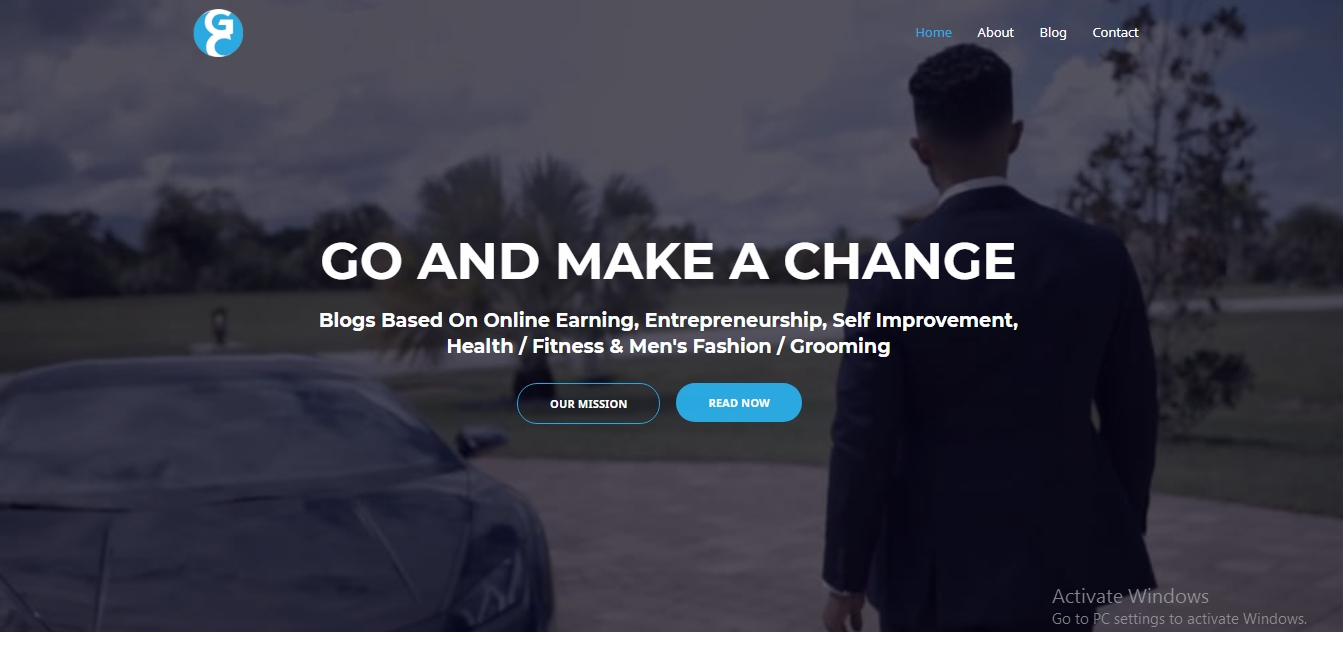 GC
Home About Blog Contact
GO AND MAKE A CHANGE
Blogs Based On Online Earning, Entrepreneurship, Self Improvement,
Health / Fitness & Men's Fashion / Grooming
OUR MISSION READ NOW
Activate Windows
Go to PC settings to activate Windows.